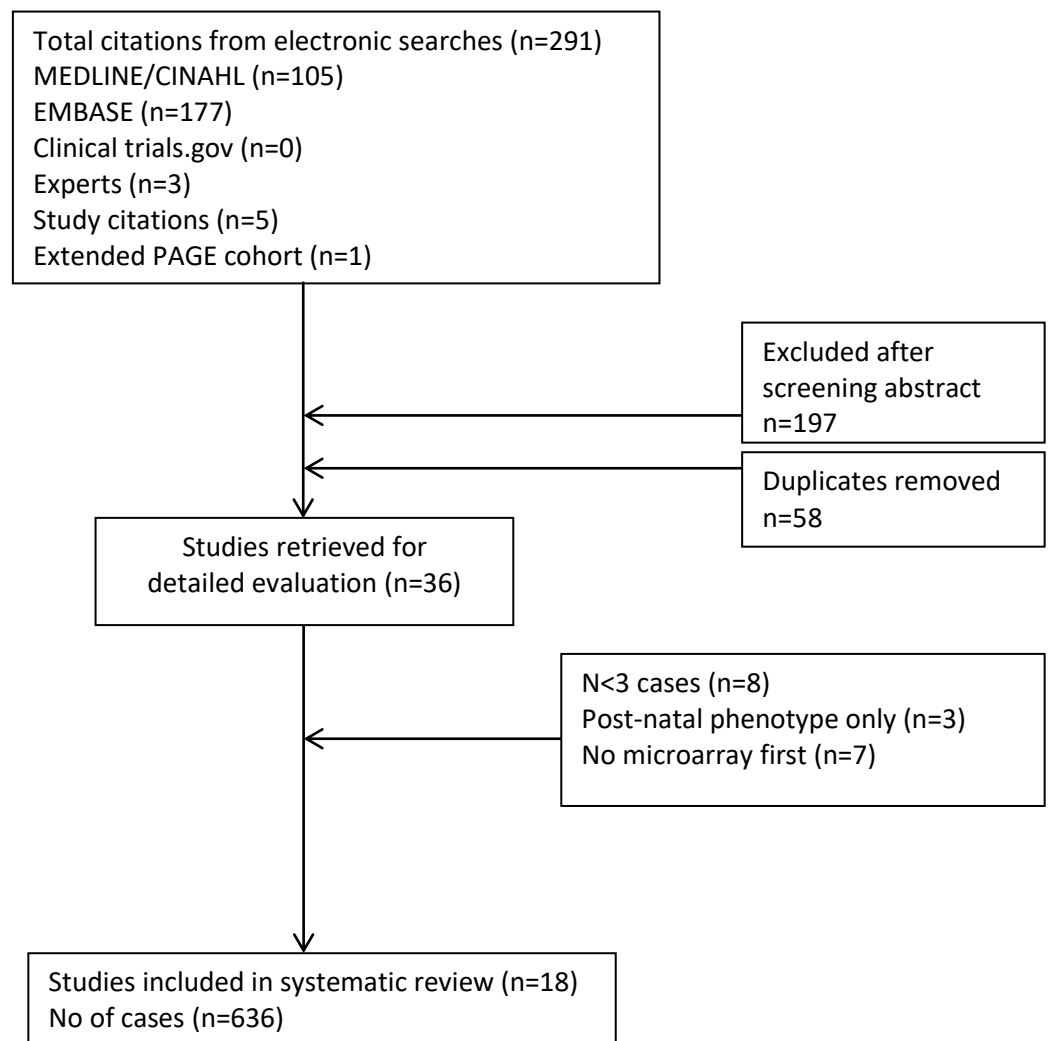 Total citations from electronic searches (n=291)
MEDLINE/CINAHL (n=105)
EMBASE (n=177)
Clinical trials.gov (n=0)
Experts (n=3)
Study citations (n=5)
Extended PAGE cohort (n=1)
Excluded after
screening abstract
n=197
Duplicates removed
n=58
Studies retrieved for
detailed evaluation (n=36)
N<3 cases (n=8)
Post-natal phenotype only (n=3)
No microarray first (n=7)
Studies included in systematic review (n=18)
No of cases (n=636)